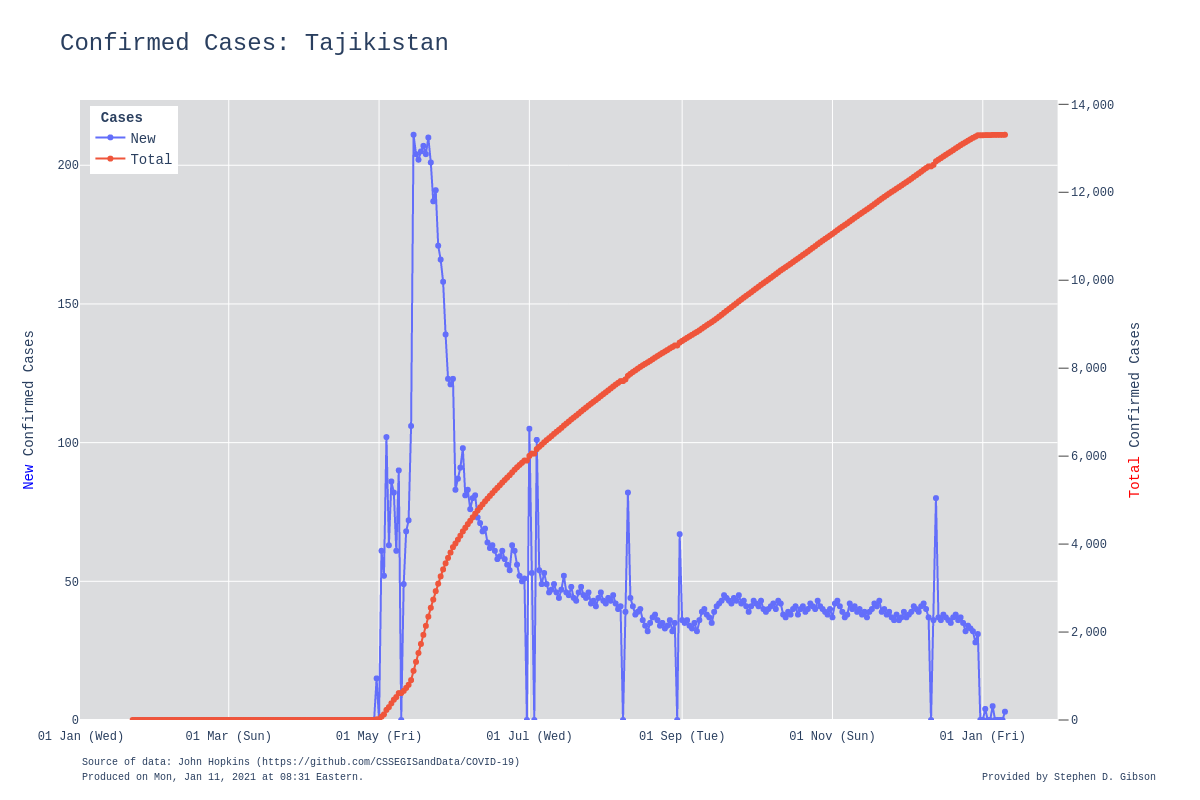 Confirmed Cases: Tajikistan
Cases
New
Total
200
150
100
50
0
New Confirmed Cases
14,000
12,000
10,000
8,000
6,000
4,000
2,000
0
Total Confirmed Cases
01 Jan (Wed) 01 Mar (Sun) 01 May (Fri) 01 Jul (Wed) 01 Sep (Tue) 01 Nov (Sun) 01 Jan (Fri)
Source of data: John Hopkins (https://github.com/CSSEGISandData/COVID-19)
Produced on Mon, Jan 11, 2021 at 08:31 Eastern.
Provided by Stephen D. Gibson